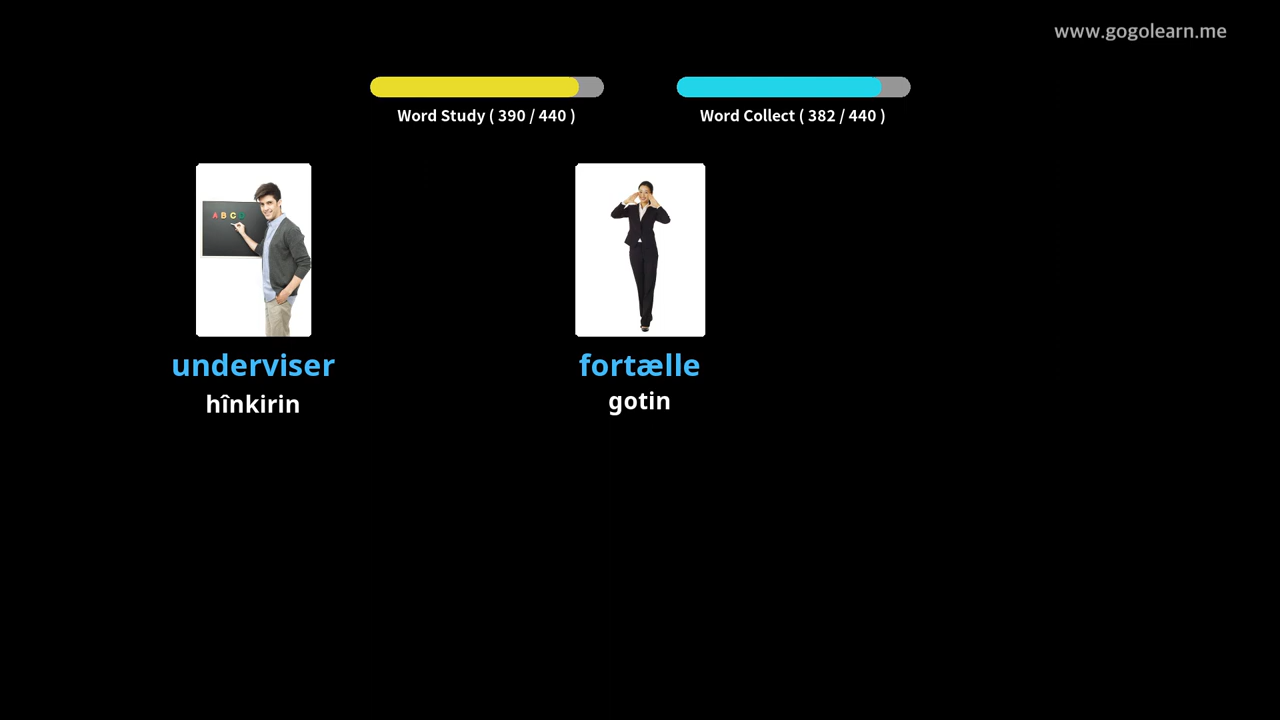 www.gogolearn.me
Word Study ( 390 / 440 )
Word Collect ( 382 / 440 )
A B C D
underviser
fortælle
hînkirin
gotin